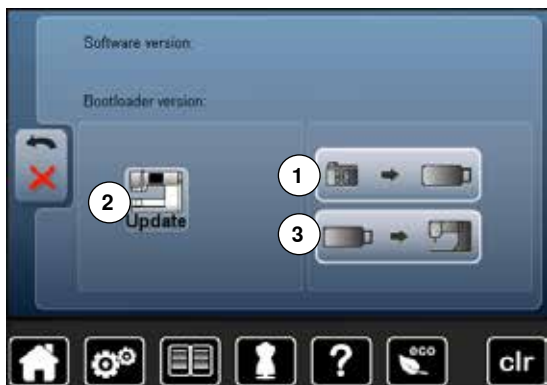 Software version:
Bootloader version:
1
2
Update
3
?
eco
clr